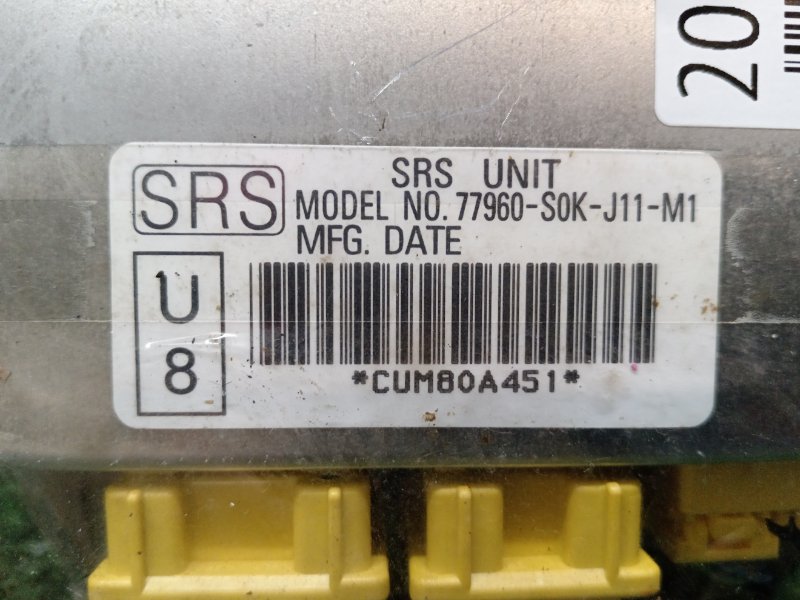 20
SRS
SRS UNIT
MODEL NO. 77960-S0K-J11-M1
MFG. DATE
U
8
*CUM80A451*